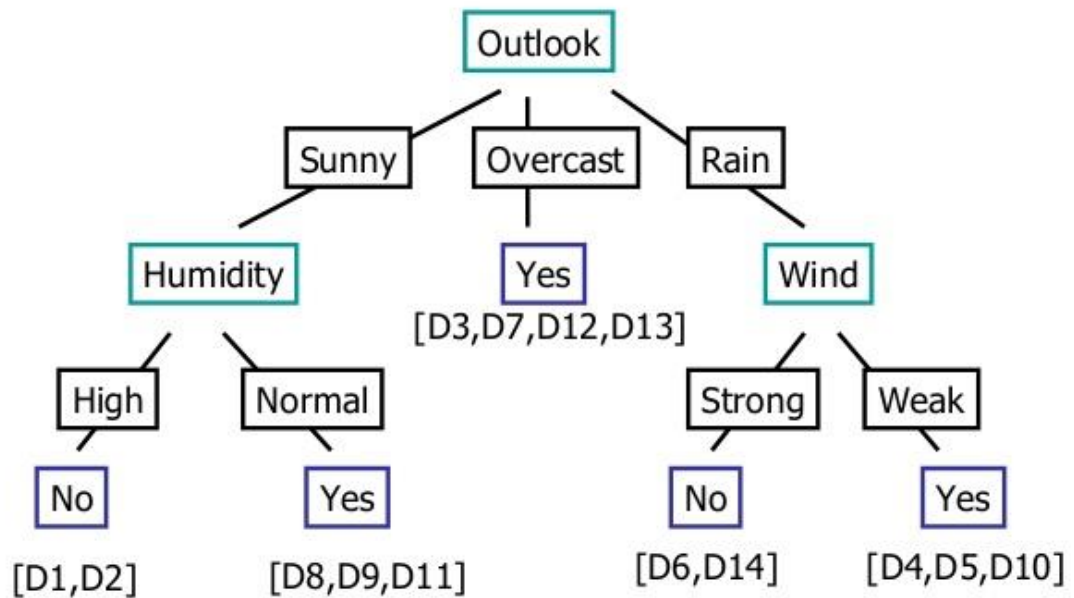 Outlook
Sunny Overcast Rain
Humidity Yes Wind
[D3,D7,D12,D13]
High Normal Strong Weak
No Yes No Yes
[D1,D2] [D8,D9,D11] [D6,D14] [D4,D5,D10]